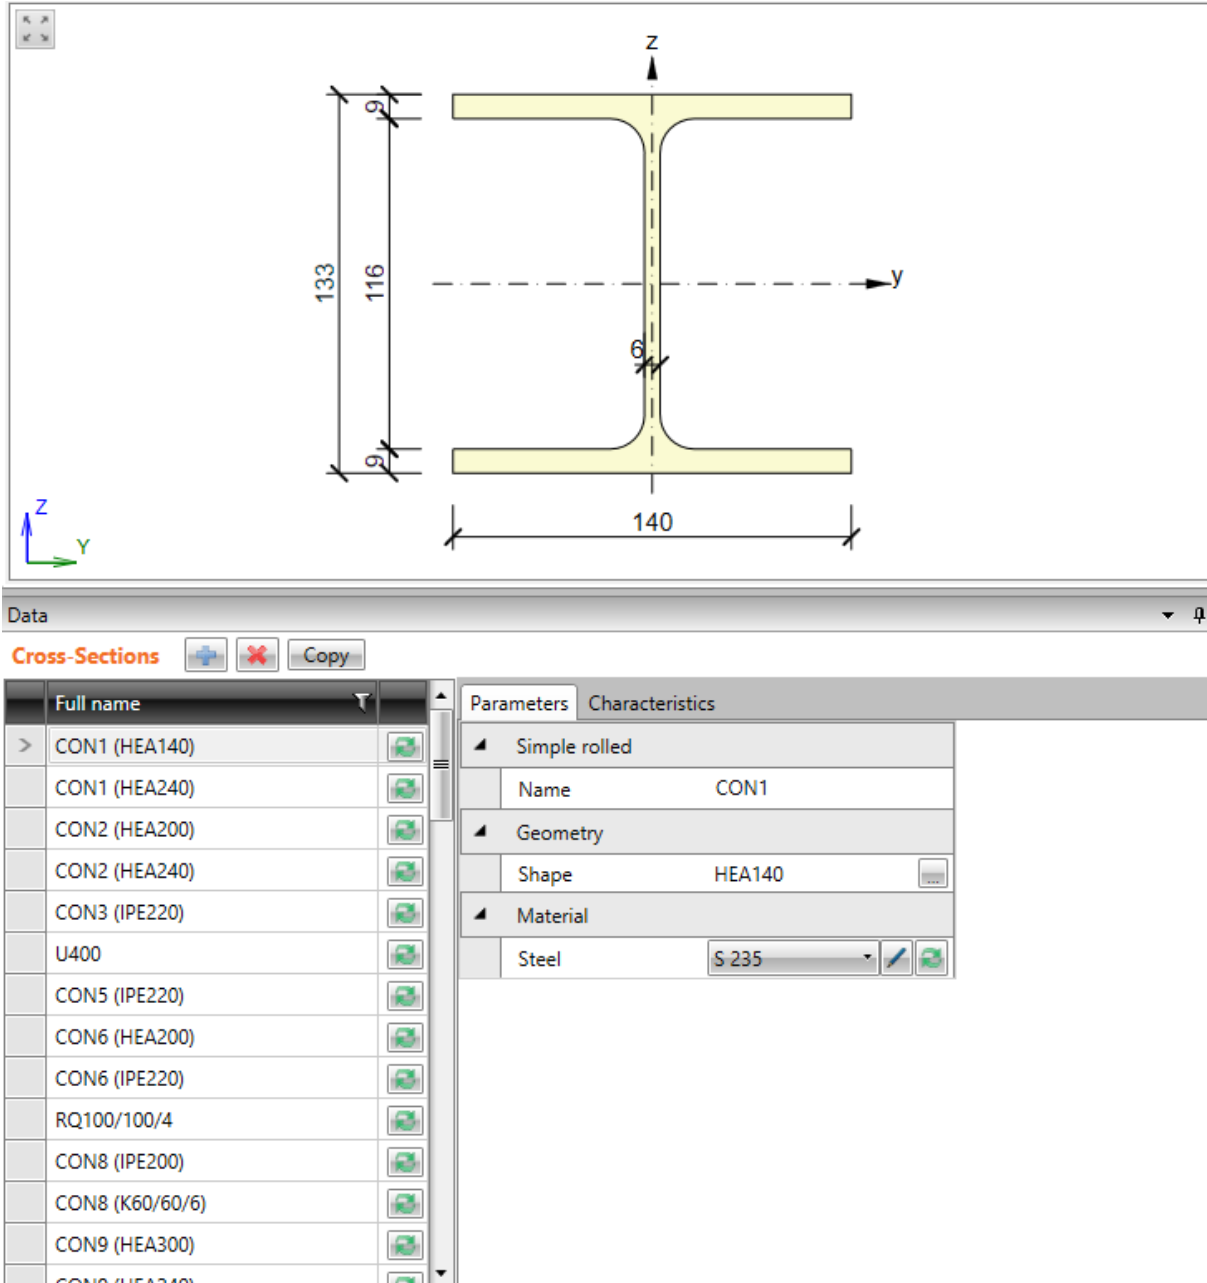 z
9
133
116
y
6
9
140
Z
Y
Data
Cross-Sections Copy
Full name
Parameters Characteristics
CON1 (HEA140)
Simple rolled
CON1 (HEA240)
Name CON1
CON2 (HEA200)
Geometry
CON2 (HEA240)
Shape HEA140 ...
CON3 (IPE220)
Material
U400
Steel S 235
CON5 (IPE220)
CON6 (HEA200)
CON6 (IPE220)
RQ100/100/4
CON8 (IPE200)
CON8 (K60/60/6)
CON9 (HEA300)